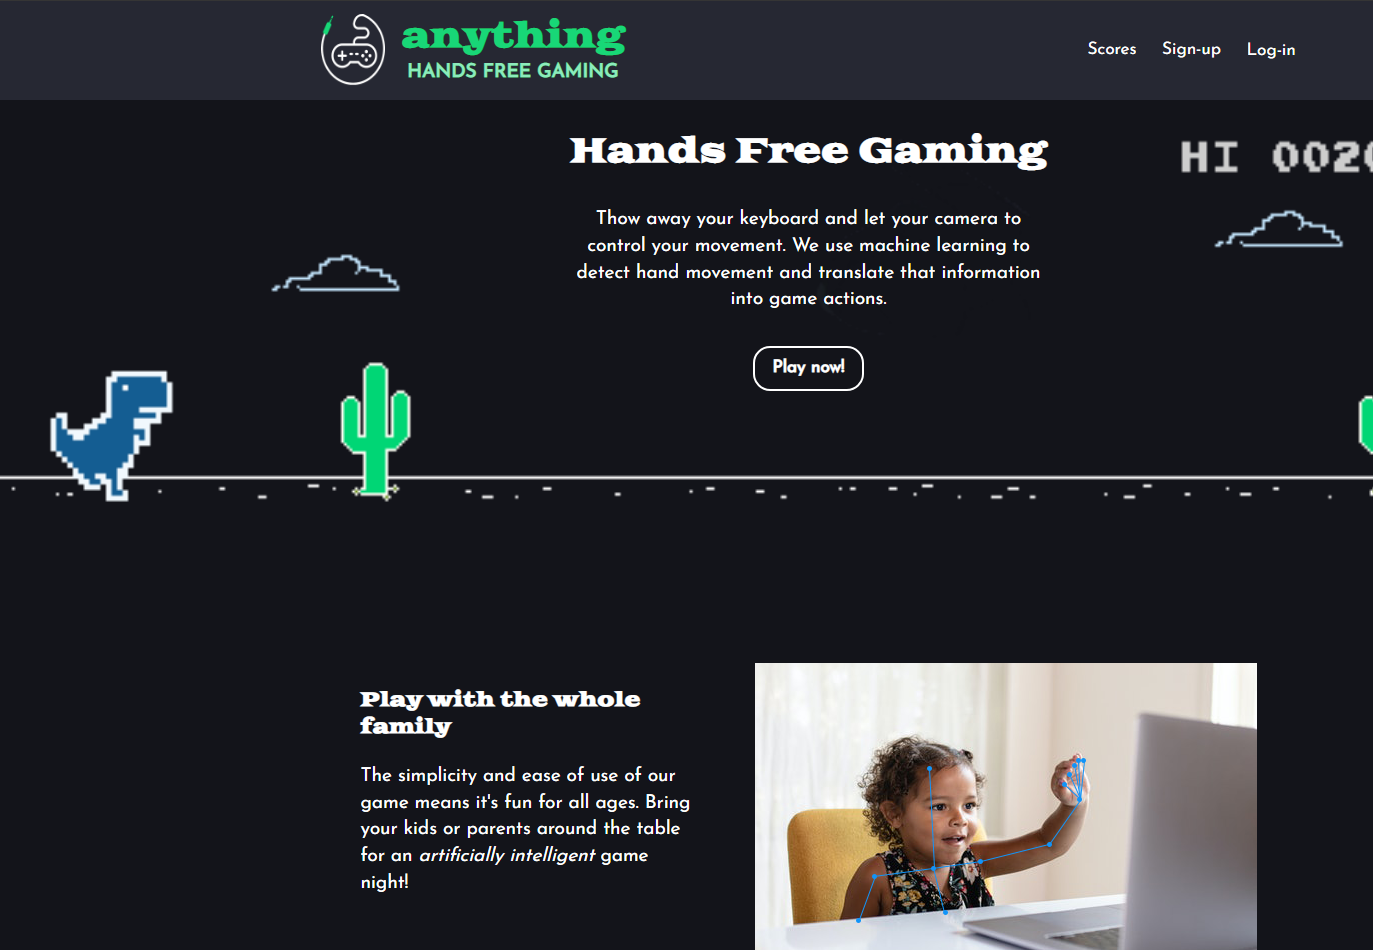 anything
HANDS FREE GAMING
Scores
Sign-up
Log-in
Hands Free Gaming
HI 002
Thow away your keyboard and let your camera to
control your movement. We use machine learning to
detect hand movement and translate that information
into game actions.
Play now!
Play with the whole
family
The simplicity and ease of use of our
game means it's fun for all ages. Bring
your kids or parents around the table
for an artificially intelligent game
night!